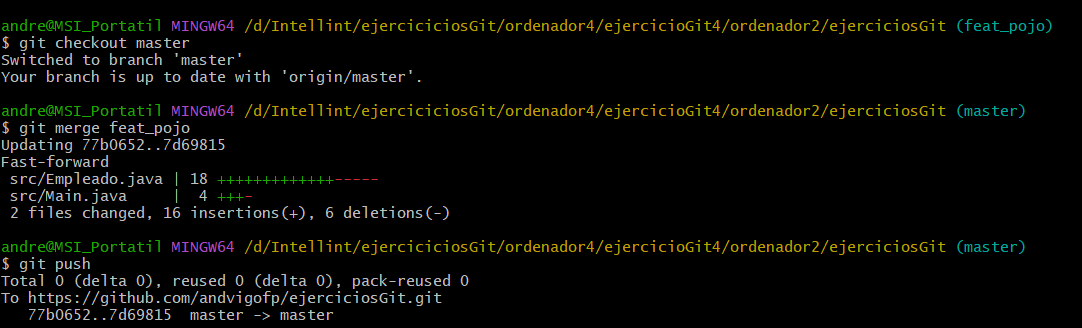 andre@MSI_Portatil MINGW64 /d/Intellint/ejerciciciosGit/ordenador4/ejercicioGit4/ordenador2/ejerciciosGit (feat_pojo)
$ git checkout master
Switched to branch 'master'
Your branch is up to date with 'origin/master'.
andre@MSI_Portatil MINGW64 /d/Intellint/ejerciciciosGit/ordenador4/ejercicioGit4/ordenador2/ejerciciosGit (master)
$ git merge feat_pojo
Updating 77b0652..7d69815
Fast-forward
 src/Empleado.java | 18 +++++++++++++-----
 src/Main.java     |  4 +++-
 2 files changed, 16 insertions(+), 6 deletions(-)
andre@MSI_Portatil MINGW64 /d/Intellint/ejerciciciosGit/ordenador4/ejercicioGit4/ordenador2/ejerciciosGit (master)
$ git push
Total 0 (delta 0), reused 0 (delta 0), pack-reused 0
To https://github.com/andvigofp/ejerciciosGit.git
   77b0652..7d69815  master -> master